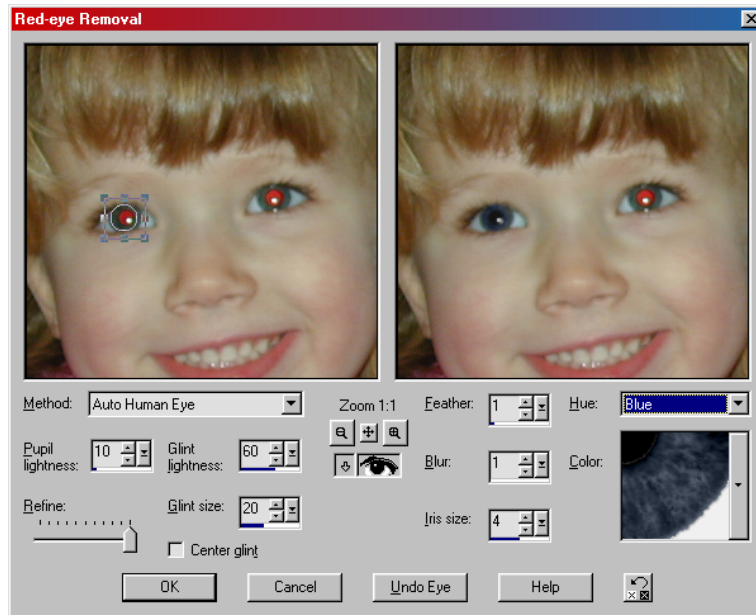 Red-eye Removal
Method: Auto Human Eye
Zoom 1:1
Feather: 1
Hue: Blue
Pupil lightness: 10
Glint lightness: 60
Blur: 1
Color:
Refine:
Glint size: 20
Iris size: 4
Center glint
OK Cancel Undo Eye Help